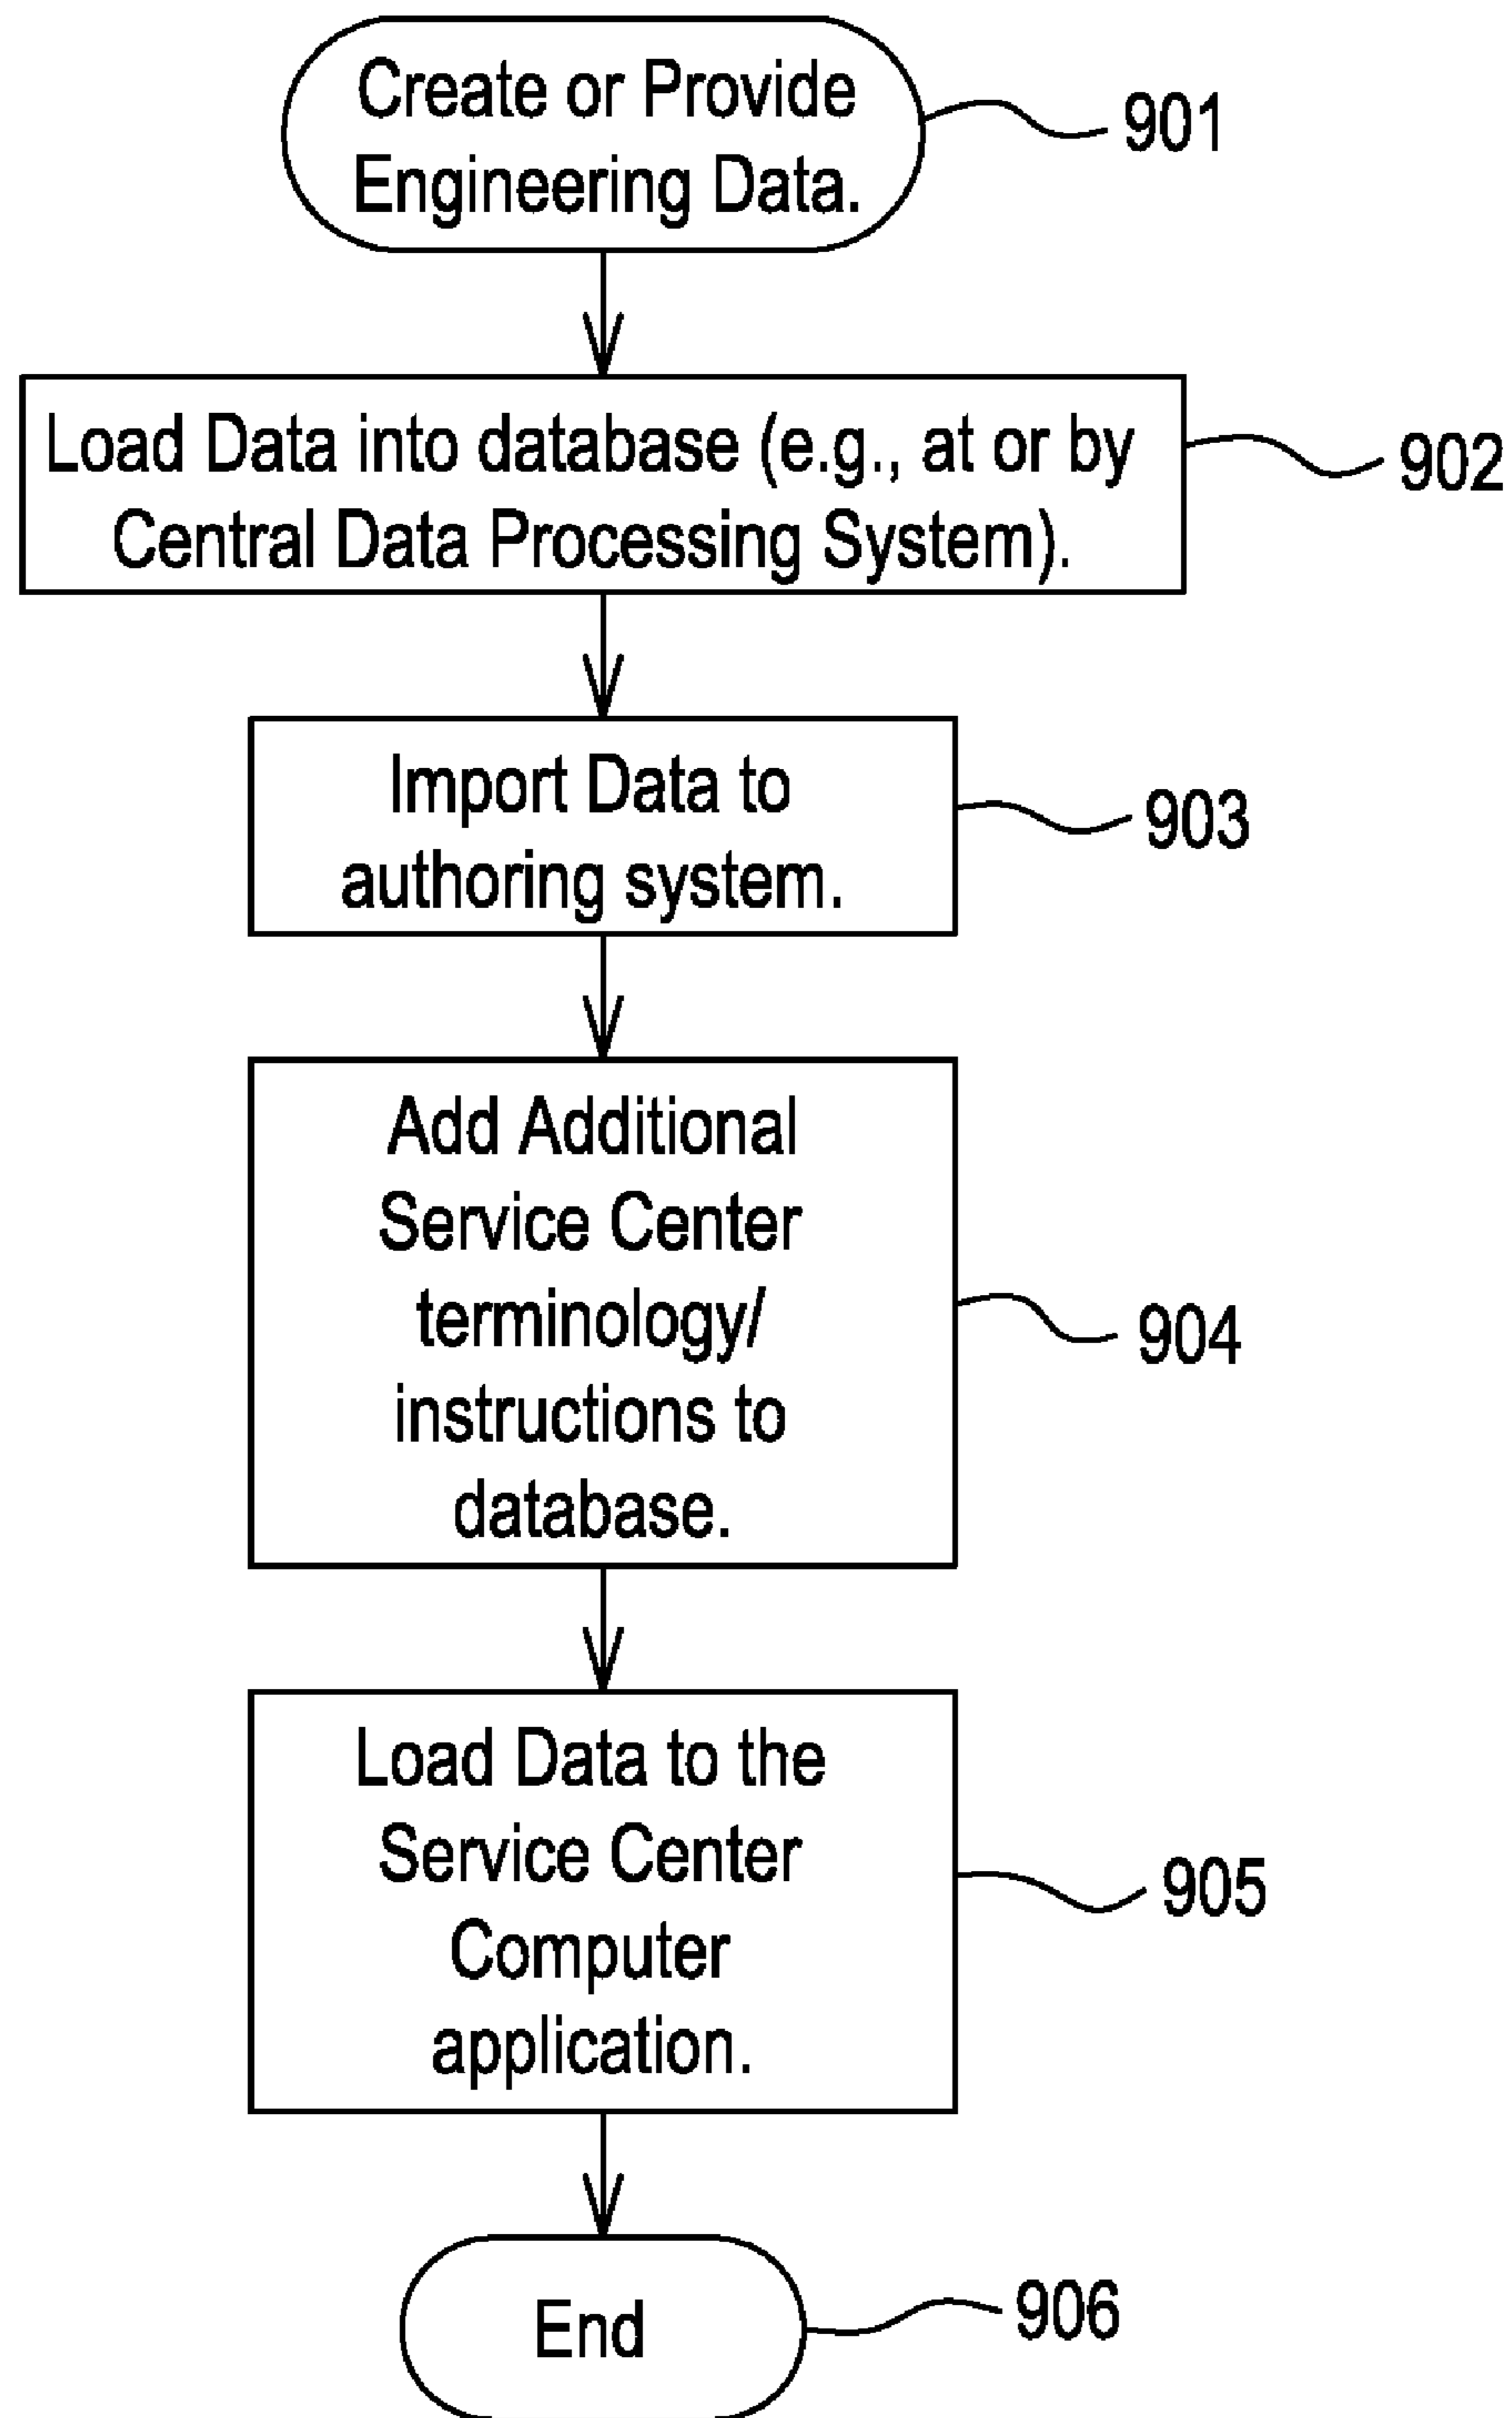 Create or Provide
Engineering Data.
901
Load Data into database (e.g., at or by
Central Data Processing System).
902
Import Data to
authoring system.
903
Add Additional
Service Center
terminology/
instructions to
database.
904
Load Data to the
Service Center
Computer
application.
905
End
906